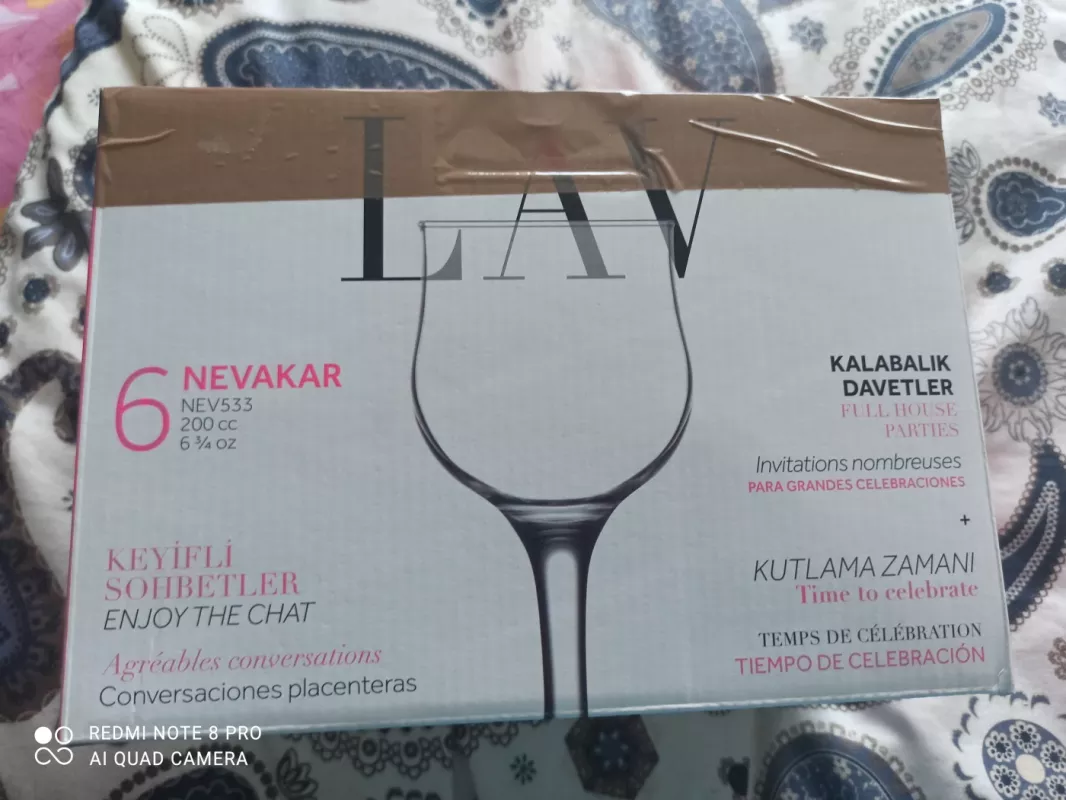 LAV
6 NEVAKAR
NEV533
200 cc
6 ¾ oz
KEYİFLİ
SOHBETLER
ENJOY THE CHAT
Agréables conversations
Conversaciones placenteras
KALABALIK
DAVETLER
FULL HOUSE
PARTIES
Invitations nombreuses
PARA GRANDES CELEBRACIONES
+
KUTLAMA ZAMANI
Time to celebrate
TEMPS DE CÉLÉBRATION
TIEMPO DE CELEBRACIÓN
REDMI NOTE 8 PRO
AI QUAD CAMERA